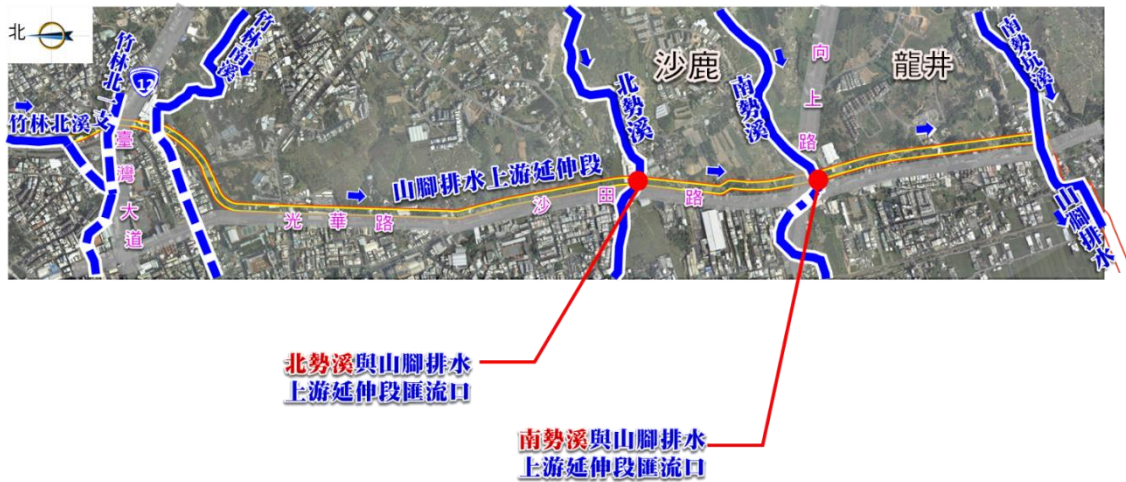 北
竹林北一支
12
竹林南溪
竹林北溪
臺灣大道
光華路
山腳排水上游延伸段
沙田路
北勢溪
沙鹿
南勢溪
向上路
龍井
南勢坑溪
山腳排水
北勢溪與山腳排水
上游延伸段匯流口
南勢溪與山腳排水
上游延伸段匯流口